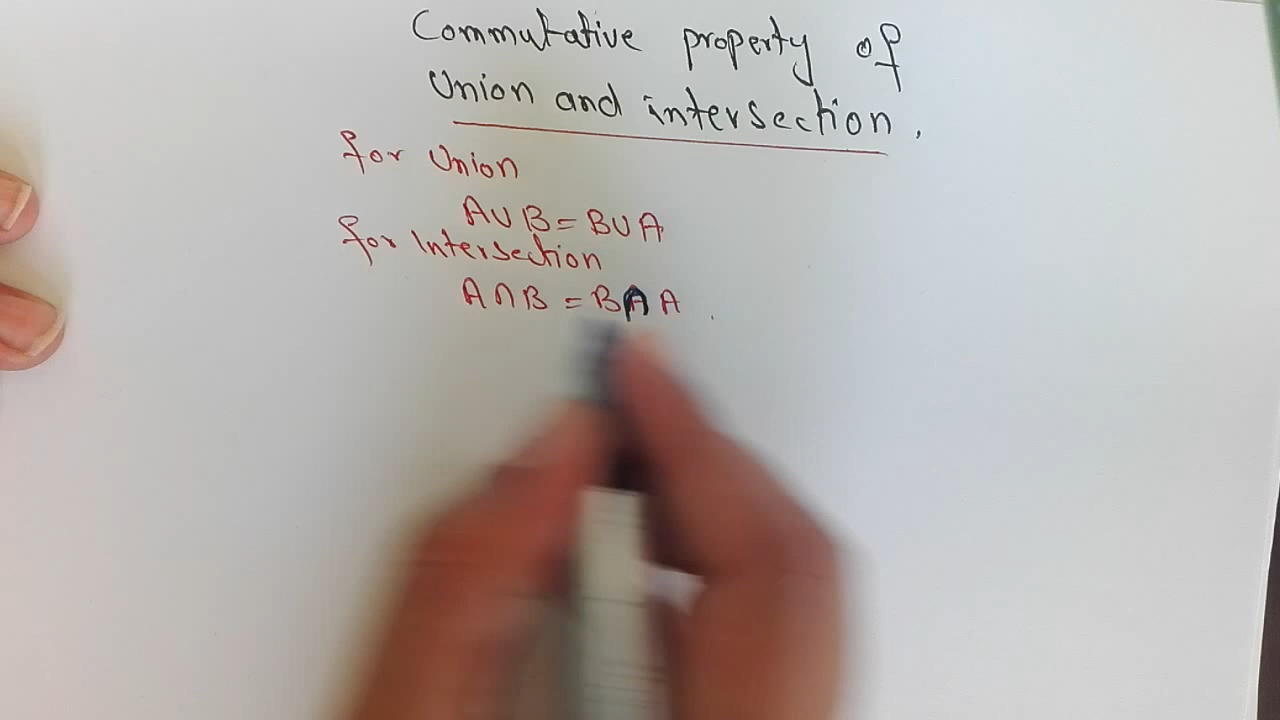 Commutative property of
Union and intersection.
for Union
A∪B = B∪A
for Intersection
A∩B = B∩A